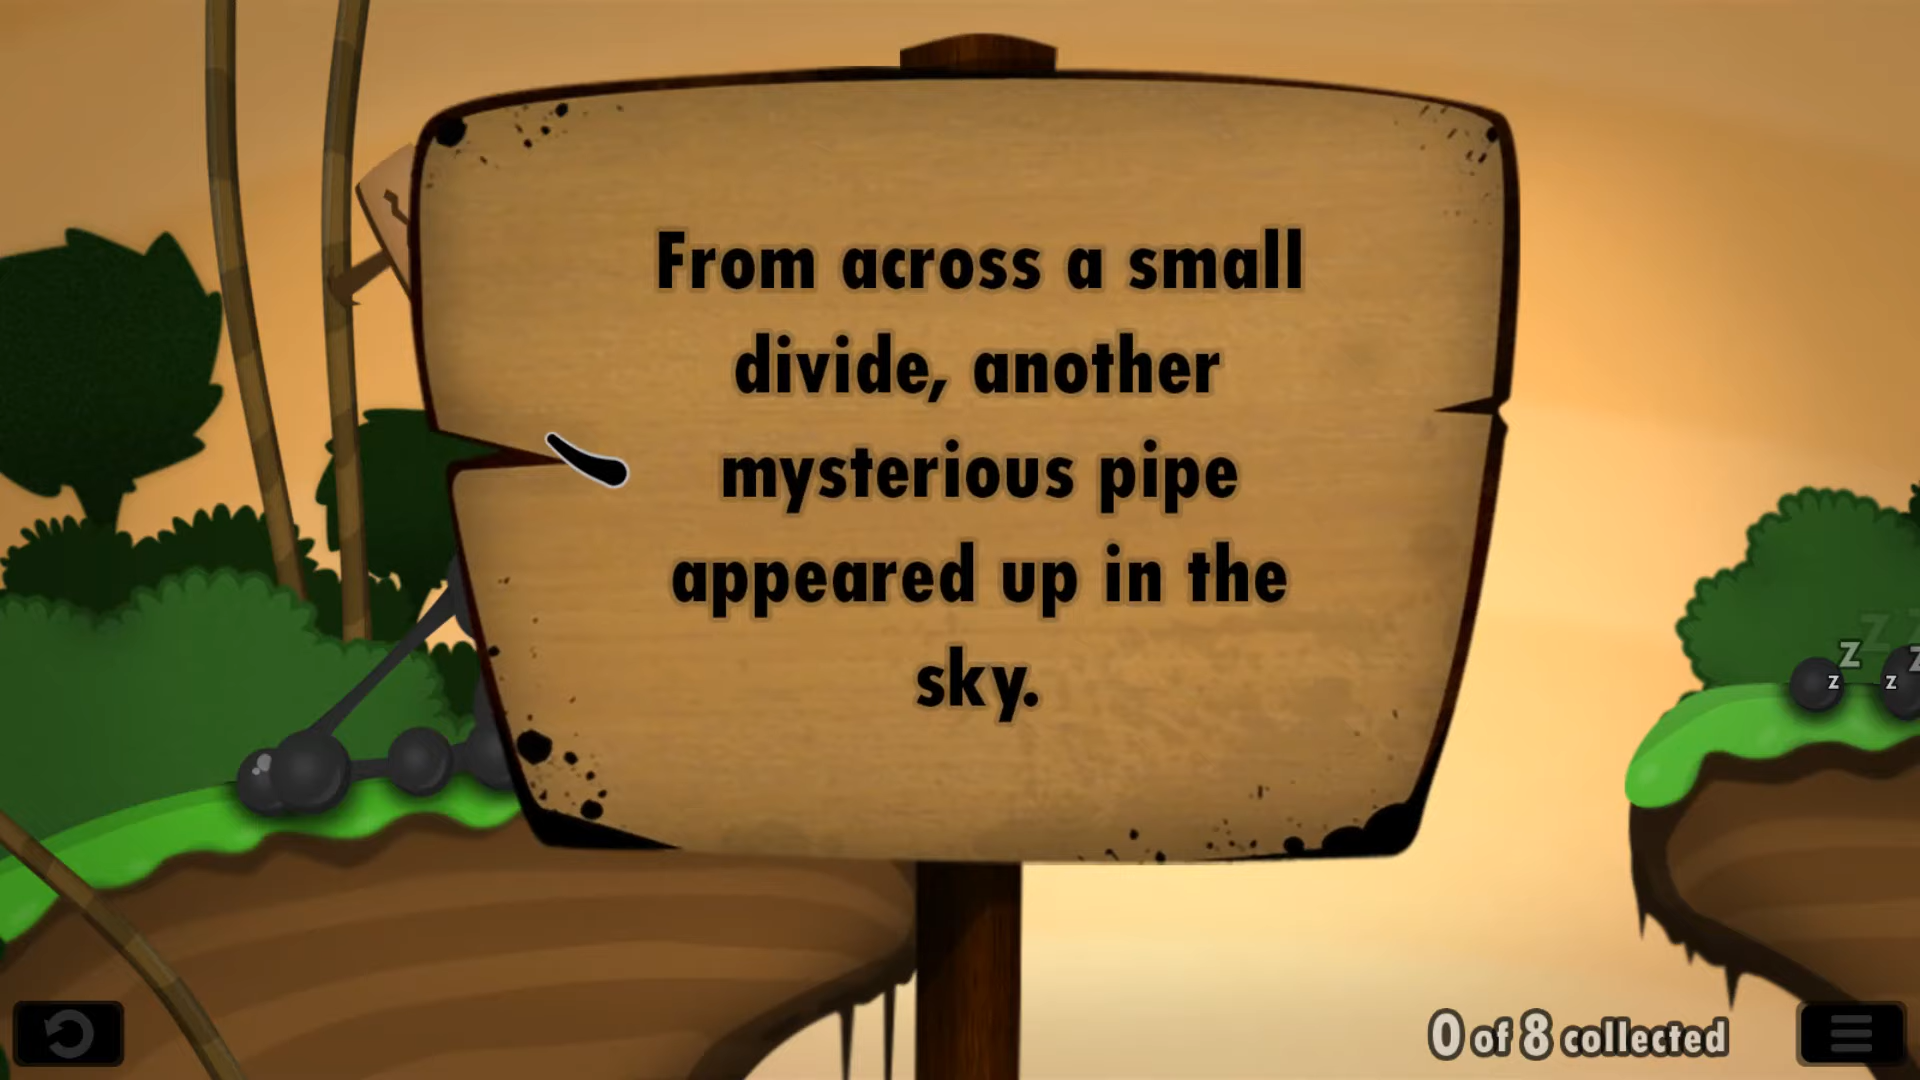 From across a small
divide, another
mysterious pipe
appeared up in the
sky.
z
z
z
z
z
z
0 of 8 collected